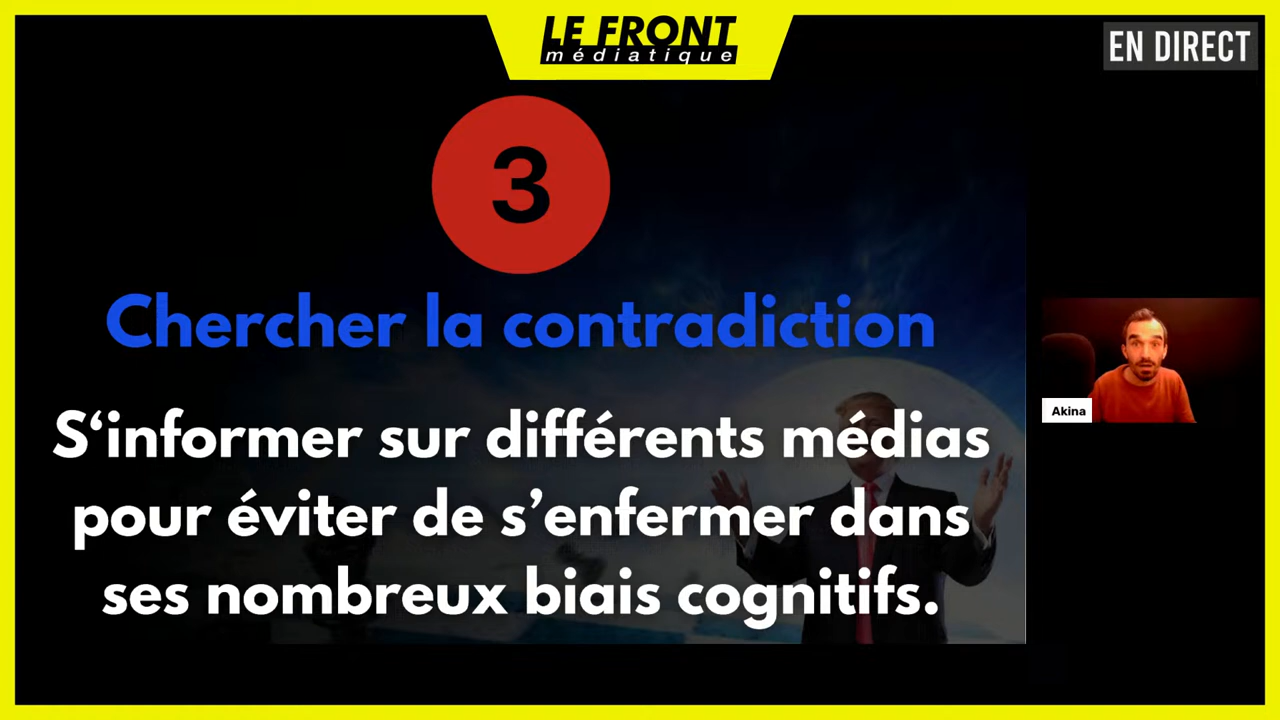 LE FRONT
médiatique
EN DIRECT
3
Chercher la contradiction
S‘informer sur différents médias
pour éviter de s’enfermer dans
ses nombreux biais cognitifs.
Akina